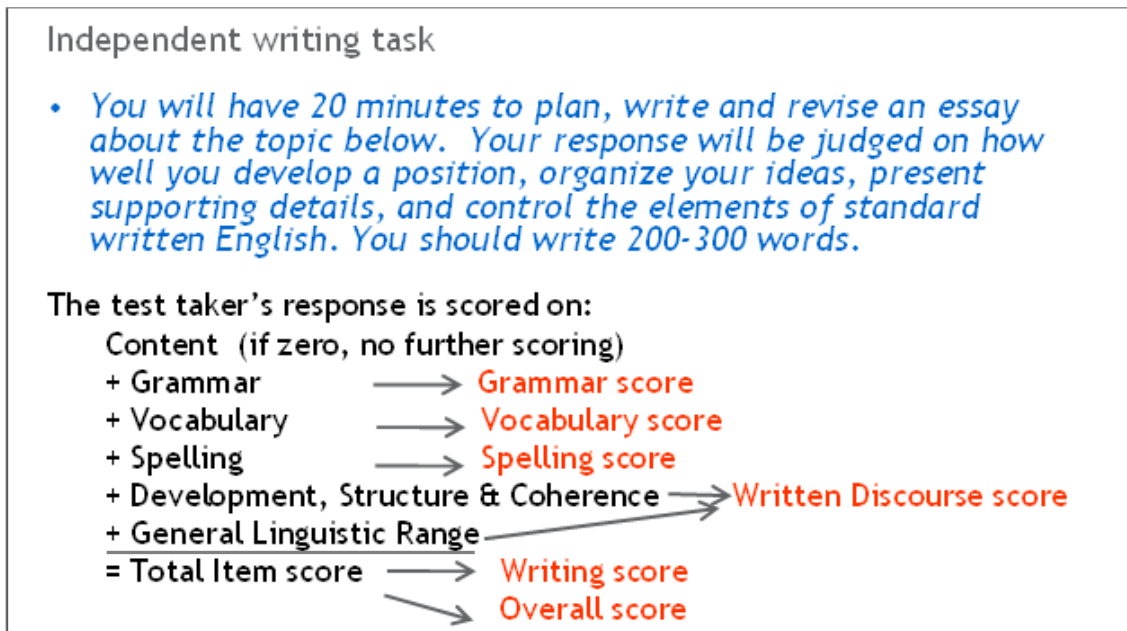 Independent writing task
• You will have 20 minutes to plan, write and revise an essay
about the topic below.  Your response will be judged on how
well you develop a position, organize your ideas, present
supporting details, and control the elements of standard
written English. You should write 200-300 words.
The test taker's response is scored on:
Content  (if zero, no further scoring)
+ Grammar Grammar score
+ Vocabulary Vocabulary score
+ Spelling Spelling score
+ Development, Structure & Coherence Written Discourse score
+ General Linguistic Range
= Total Item score Writing score
Overall score